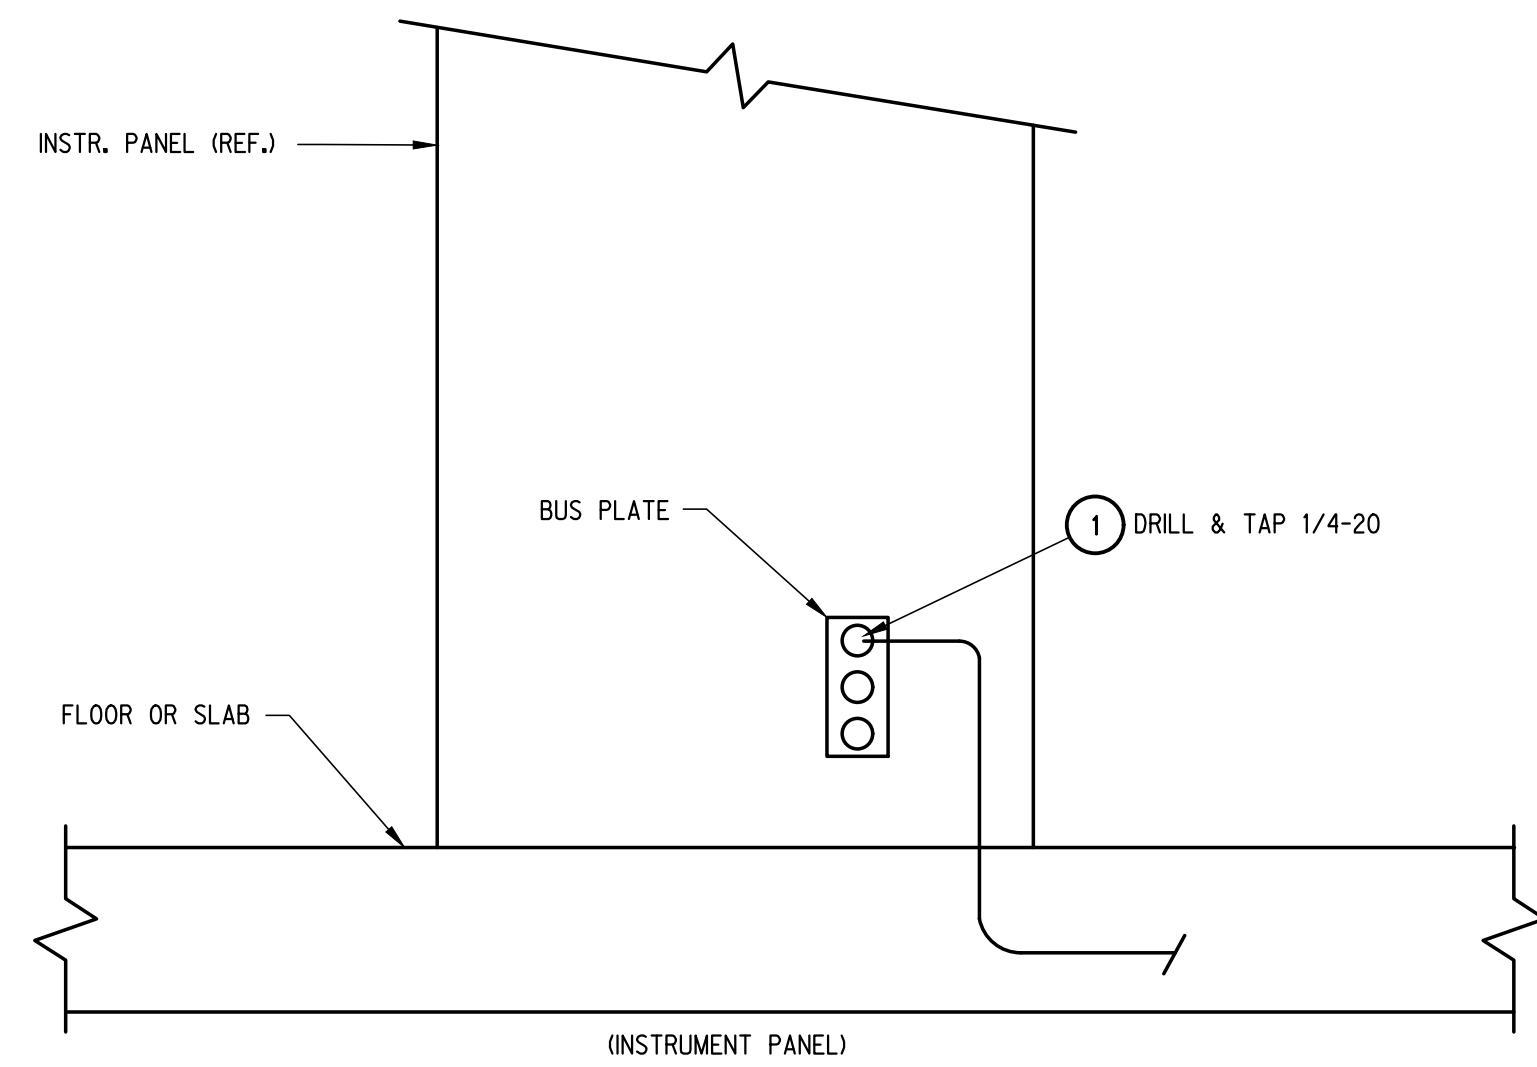 INSTR. PANEL (REF.)
BUS PLATE
1 DRILL & TAP 1/4-20
FLOOR OR SLAB
(INSTRUMENT PANEL)